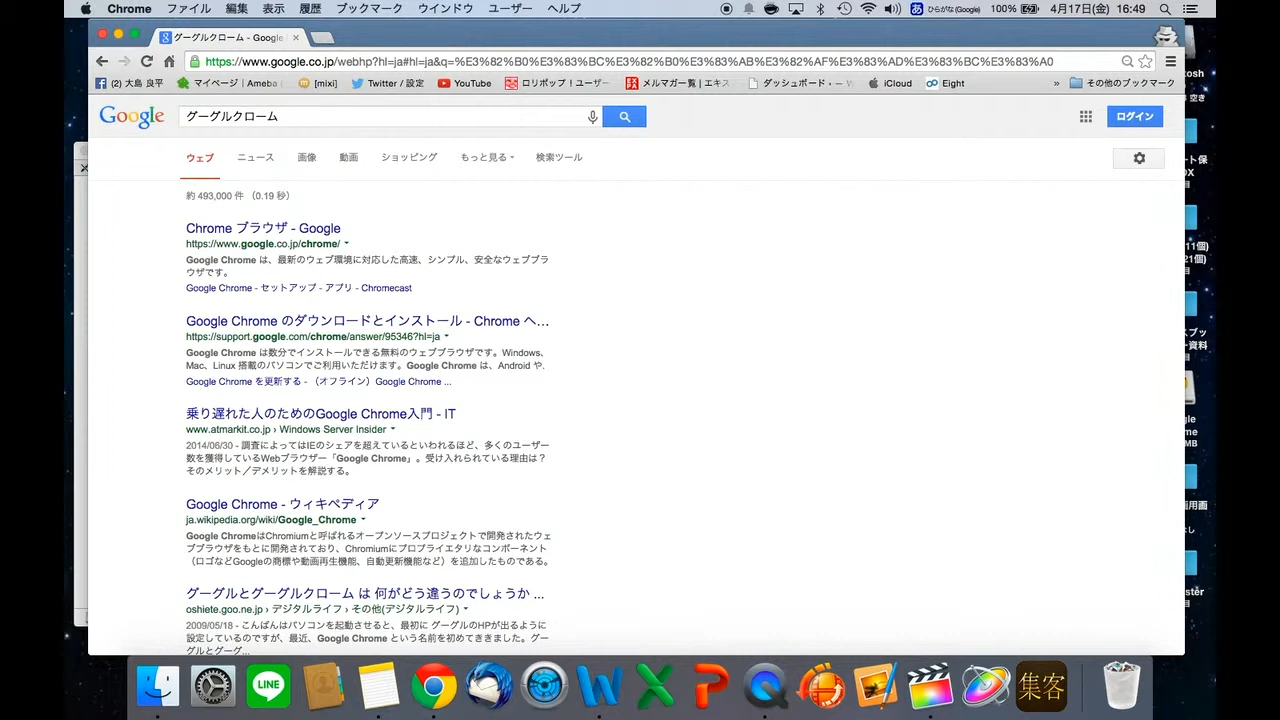 Chrome ファイル 編集 表示 履歴 ブックマーク ウインドウ ユーザー ヘルプ ひらがな(Google) 100% 4月17日(金) 16:49
グーグルクローム - Google
https://www.google.co.jp/webhp?hl=ja#hl=ja&q=%E3%82%B0%E3%83%BC%E3%82%B0%E3%83%AB%E3%82%AF%E3%83%AD%E3%83%BC%E3%83%A0
(2) 大島 良平 マイページ | Ameba [mixi] Twitter / 設定 YouTube ロリポップ！ユーザー メルマガ一覧 | エキス ダッシュボード ‹ iCloud Eight » その他のブックマーク
Google グーグルクローム ログイン
ウェブ ニュース 画像 動画 ショッピング もっと見る 検索ツール
約 493,000 件 （0.19 秒）
Chrome ブラウザ - Google
https://www.google.co.jp/chrome/
Google Chrome は、最新のウェブ環境に対応した高速、シンプル、安全なウェブブラ
ウザです。
Google Chrome - セットアップ - アプリ - Chromecast
Google Chrome のダウンロードとインストール - Chrome ヘ...
https://support.google.com/chrome/answer/95346?hl=ja
Google Chrome は数分でインストールできる無料のウェブブラウザです。Windows、
Mac、Linux 搭載のパソコンでご利用いただけます。Google Chrome は、Android や.
Google Chrome を更新する - （オフライン）Google Chrome ...
乗り遅れた人のためのGoogle Chrome入門 - IT
www.atmarkit.co.jp › Windows Server Insider
2014/06/30 - 調査によってはIEのシェアを超えているといわれるほど、多くのユーザー
数を獲得しているWebブラウザー「Google Chrome」。受け入れられている理由は？
そのメリット／デメリットを解説する。
Google Chrome - ウィキペディア
ja.wikipedia.org/wiki/Google_Chrome
Google ChromeはChromiumと呼ばれるオープンソースプロジェクトで開発されたウェ
ブブラウザをもとに開発されており、Chromiumにプロプライエタリなコンポーネント
（ロゴなどGoogleの商標や動画再生機能、自動更新機能など）を追加したものである。
グーグルとグーグルクローム は 何がどう違うのでしょうか ...
oshiete.goo.ne.jp › デジタルライフ › その他(デジタルライフ)
2009/05/18 - こんばんはパソコンを起動させると、最初に グーグルのHPが出るように
設定しているのですが、最近、Google Chrome という名前を初めてききました。グー
グルとグーグ...
LINE 集客